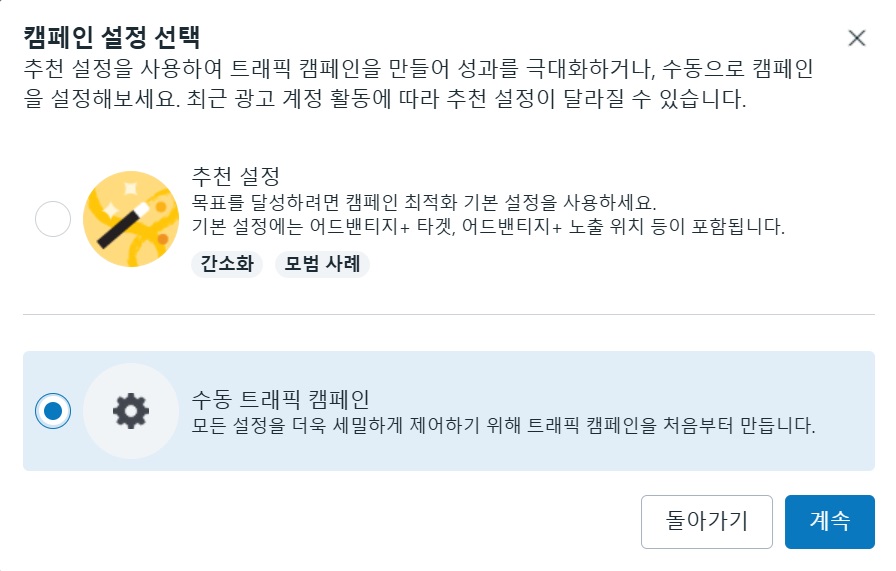 캠페인 설정 선택
추천 설정을 사용하여 트래픽 캠페인을 만들어 성과를 극대화하거나, 수동으로 캠페인
을 설정해보세요. 최근 광고 계정 활동에 따라 추천 설정이 달라질 수 있습니다.
추천 설정
목표를 달성하려면 캠페인 최적화 기본 설정을 사용하세요.
기본 설정에는 어드밴티지+ 타겟, 어드밴티지+ 노출 위치 등이 포함됩니다.
간소화 모범 사례
수동 트래픽 캠페인
모든 설정을 더욱 세밀하게 제어하기 위해 트래픽 캠페인을 처음부터 만듭니다.
돌아가기 계속